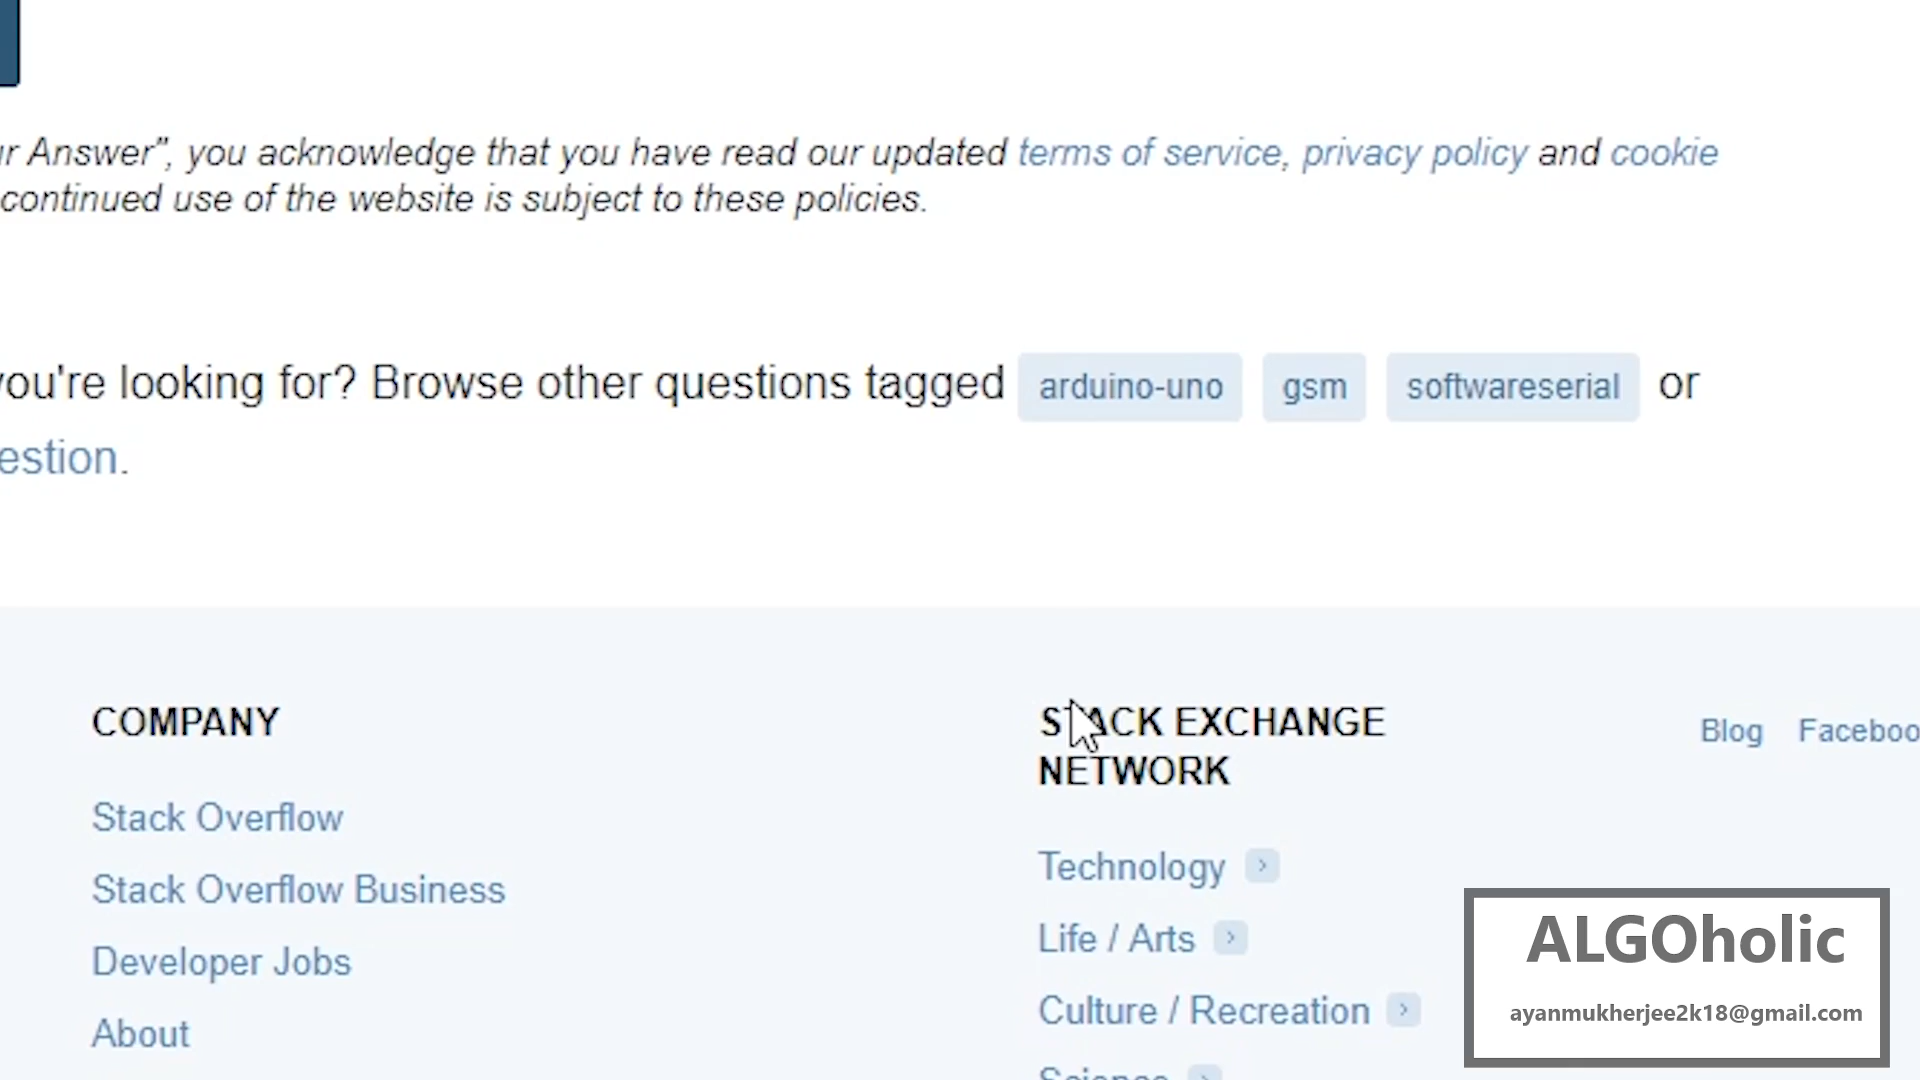 r Answer”, you acknowledge that you have read our updated terms of service, privacy policy and cookie
continued use of the website is subject to these policies.
you're looking for? Browse other questions tagged arduino-uno gsm softwareserial or
estion.
COMPANY
Stack Overflow
Stack Overflow Business
Developer Jobs
About
STACK EXCHANGE
NETWORK
Technology
Life / Arts
Culture / Recreation
Science
Blog Faceboo
ALGOholic
ayanmukherjee2k18@gmail.com